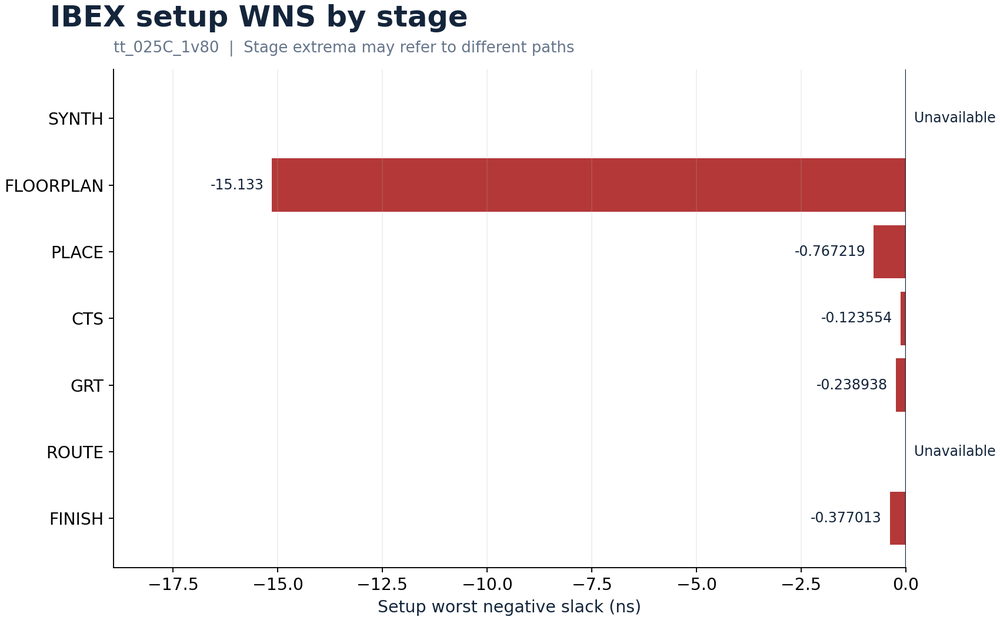 IBEX setup WNS by stage
tt_025C_1v80 | Stage extrema may refer to different paths
SYNTH Unavailable
FLOORPLAN -15.133
PLACE -0.767219
CTS -0.123554
GRT -0.238938
ROUTE Unavailable
FINISH -0.377013
−17.5 −15.0 −12.5 −10.0 −7.5 −5.0 −2.5 0.0
Setup worst negative slack (ns)